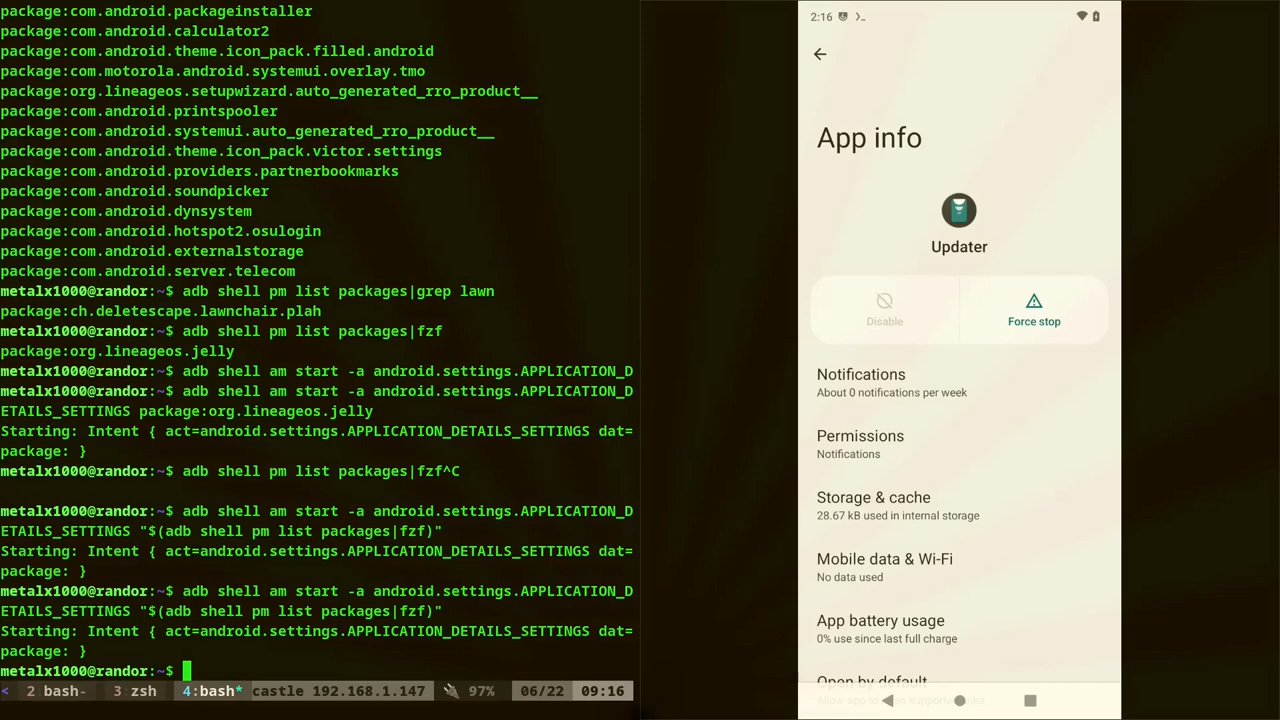 package:com.android.packageinstaller
package:com.android.calculator2
package:com.android.theme.icon_pack.filled.android
package:com.motorola.android.systemui.overlay.tmo
package:org.lineageos.setupwizard.auto_generated_rro_product__
package:com.android.printspooler
package:com.android.systemui.auto_generated_rro_product__
package:com.android.theme.icon_pack.victor.settings
package:com.android.providers.partnerbookmarks
package:com.android.soundpicker
package:com.android.dynsystem
package:com.android.hotspot2.osulogin
package:com.android.externalstorage
package:com.android.server.telecom
metalx1000@randor:~$ adb shell pm list packages|grep lawn
package:ch.deletescape.lawnchair.plah
metalx1000@randor:~$ adb shell pm list packages|fzf
package:org.lineageos.jelly
metalx1000@randor:~$ adb shell am start -a android.settings.APPLICATION_D
metalx1000@randor:~$ adb shell am start -a android.settings.APPLICATION_D
ETAILS_SETTINGS package:org.lineageos.jelly
Starting: Intent { act=android.settings.APPLICATION_DETAILS_SETTINGS dat=
package: }
metalx1000@randor:~$ adb shell pm list packages|fzf^C
metalx1000@randor:~$ adb shell am start -a android.settings.APPLICATION_D
ETAILS_SETTINGS "$(adb shell pm list packages|fzf)"
Starting: Intent { act=android.settings.APPLICATION_DETAILS_SETTINGS dat=
package: }
metalx1000@randor:~$ adb shell am start -a android.settings.APPLICATION_D
ETAILS_SETTINGS "$(adb shell pm list packages|fzf)"
Starting: Intent { act=android.settings.APPLICATION_DETAILS_SETTINGS dat=
package: }
metalx1000@randor:~$
< 2 bash- 3 zsh 4:bash* castle 192.168.1.147 97% 06/22 09:16
2:16
App info
Updater
Disable
Force stop
Notifications
About 0 notifications per week
Permissions
Notifications
Storage & cache
28.67 kB used in internal storage
Mobile data & Wi-Fi
No data used
App battery usage
0% use since last full charge
Open by default